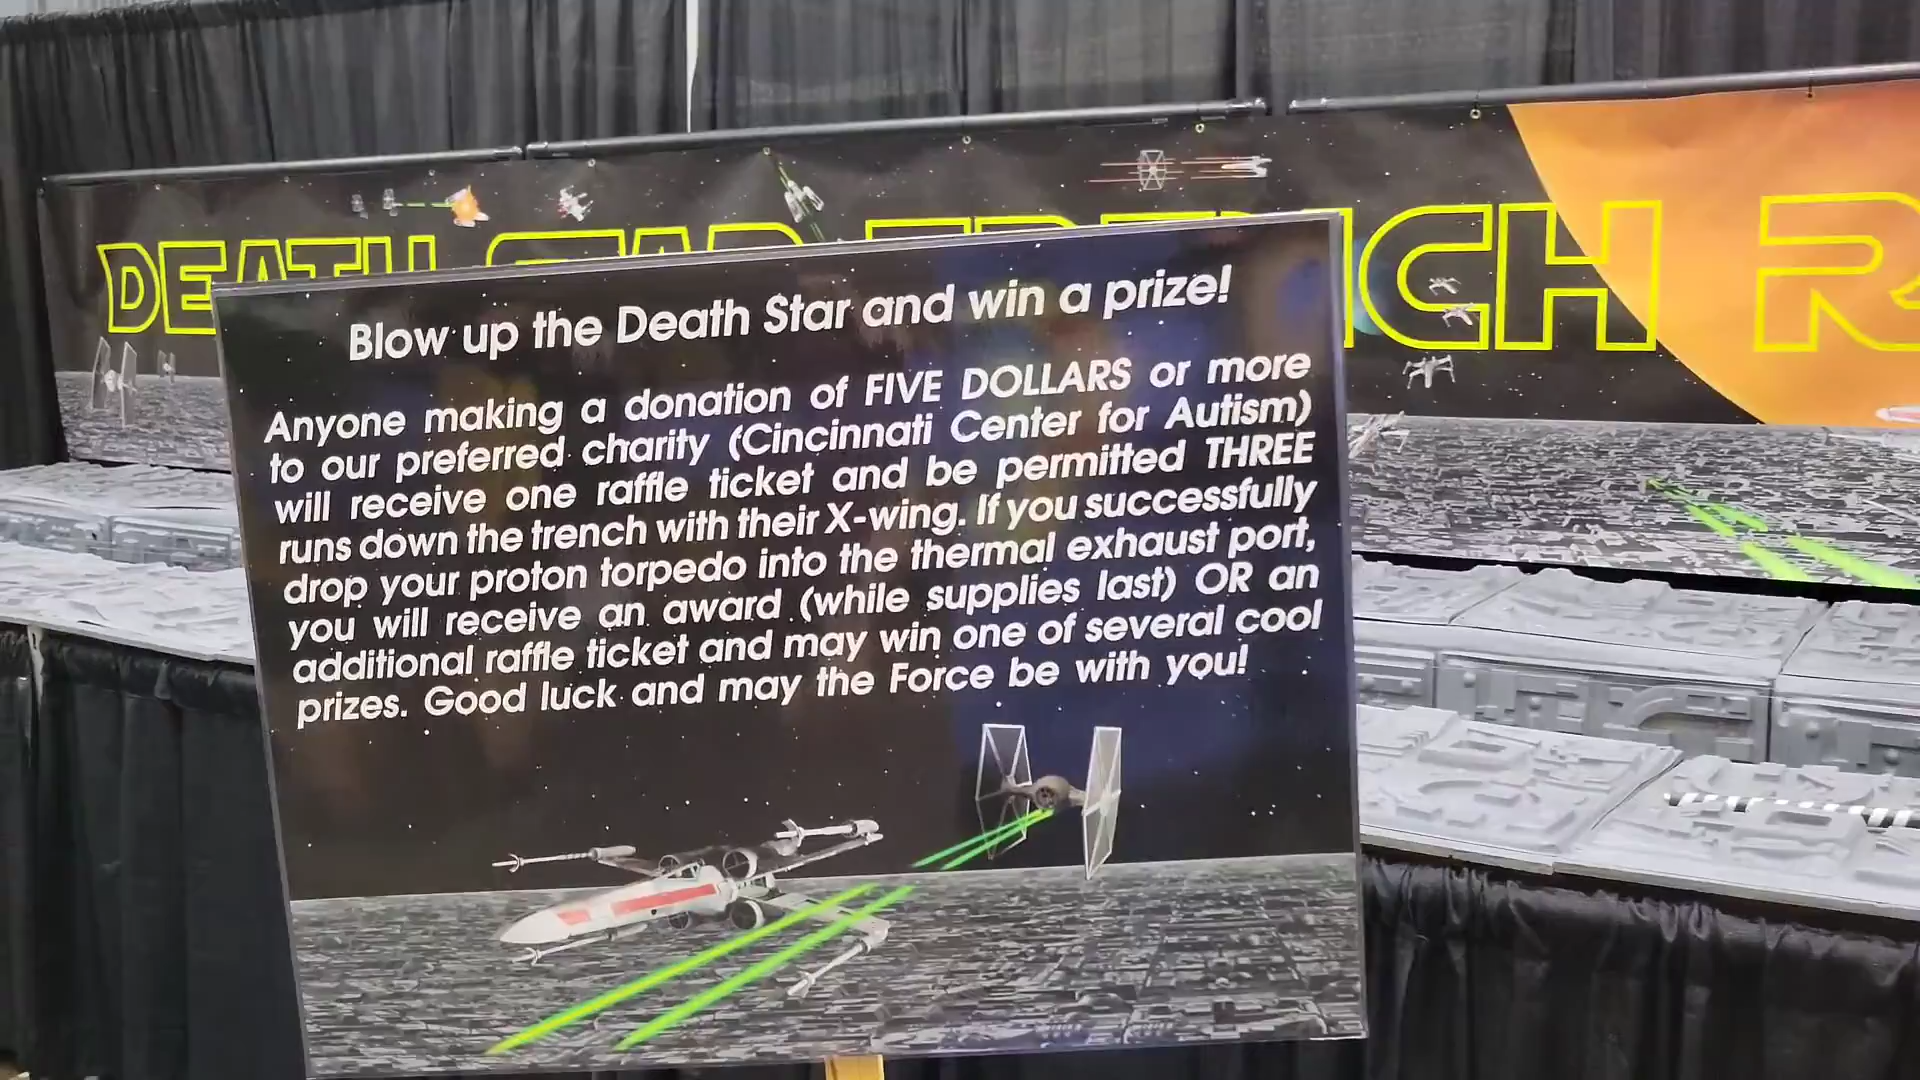 DEATH STAR TRENCH R
Blow up the Death Star and win a prize!
Anyone making a donation of FIVE DOLLARS or more
to our preferred charity (Cincinnati Center for Autism)
will receive one raffle ticket and be permitted THREE
runs down the trench with their X-wing. If you successfully
drop your proton torpedo into the thermal exhaust port,
you will receive an award (while supplies last) OR an
additional raffle ticket and may win one of several cool
prizes. Good luck and may the Force be with you!